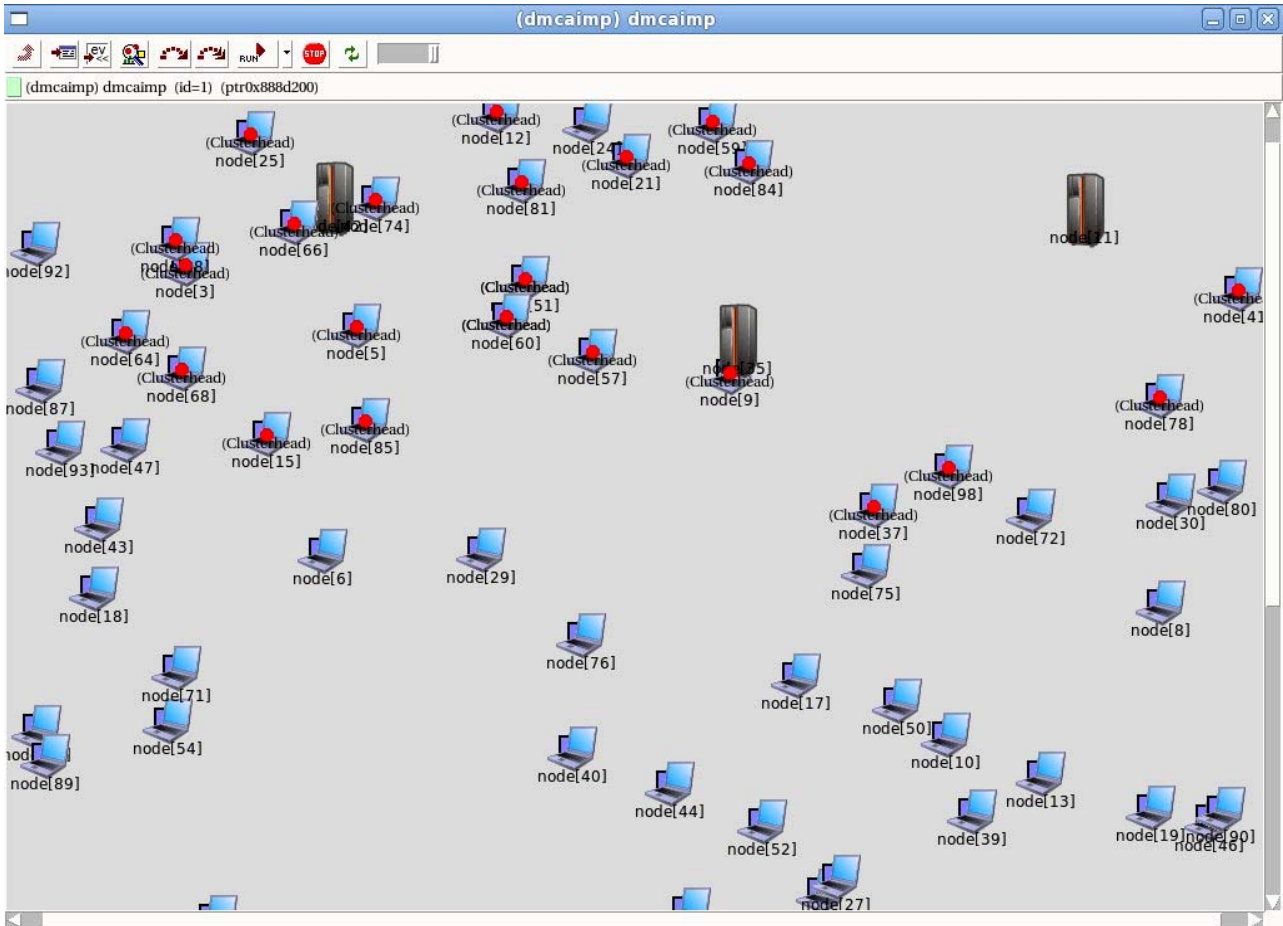 (dmcaimp) dmcaimp
EV
<<
RUN
STOP
(dmcaimp) dmcaimp (id=1) (ptr0x888d200)
(Clusterhead)
node[25]
(Clusterhead)
node[12]
node[24]
(Clusterhead)
node[21]
(Clusterhead)
node[59]
(Clusterhead)
node[84]
(Clusterhead)
node[81]
(Clusterhead)
node[74]
(Clusterhead)
node[66]
node[11]
node[92]
(Clusterhead)
(Clusterhead)
node[3]
(Clusterhead)
51]
(Clusterhead)
node[60]
(Clusterhead)
node[5]
(Clusterhead)
node[57]
(Clusterhead)
node[64]
(Clusterhead)
node[68]
node[35]
(Clusterhead)
node[9]
(Clusterhe
node[41
node[87]
(Clusterhead)
node[78]
node[93]
node[47]
(Clusterhead)
node[15]
(Clusterhead)
node[85]
(Clusterhead)
node[98]
(Clusterhead)
node[37]
node[72]
node[30]
node[80]
node[43]
node[6]
node[29]
node[75]
node[18]
node[8]
node[76]
node[71]
node[17]
node[54]
node[50]
node[10]
node[89]
node[40]
node[44]
node[13]
node[52]
node[39]
node[19]
node[90]
node[46]
node[27]